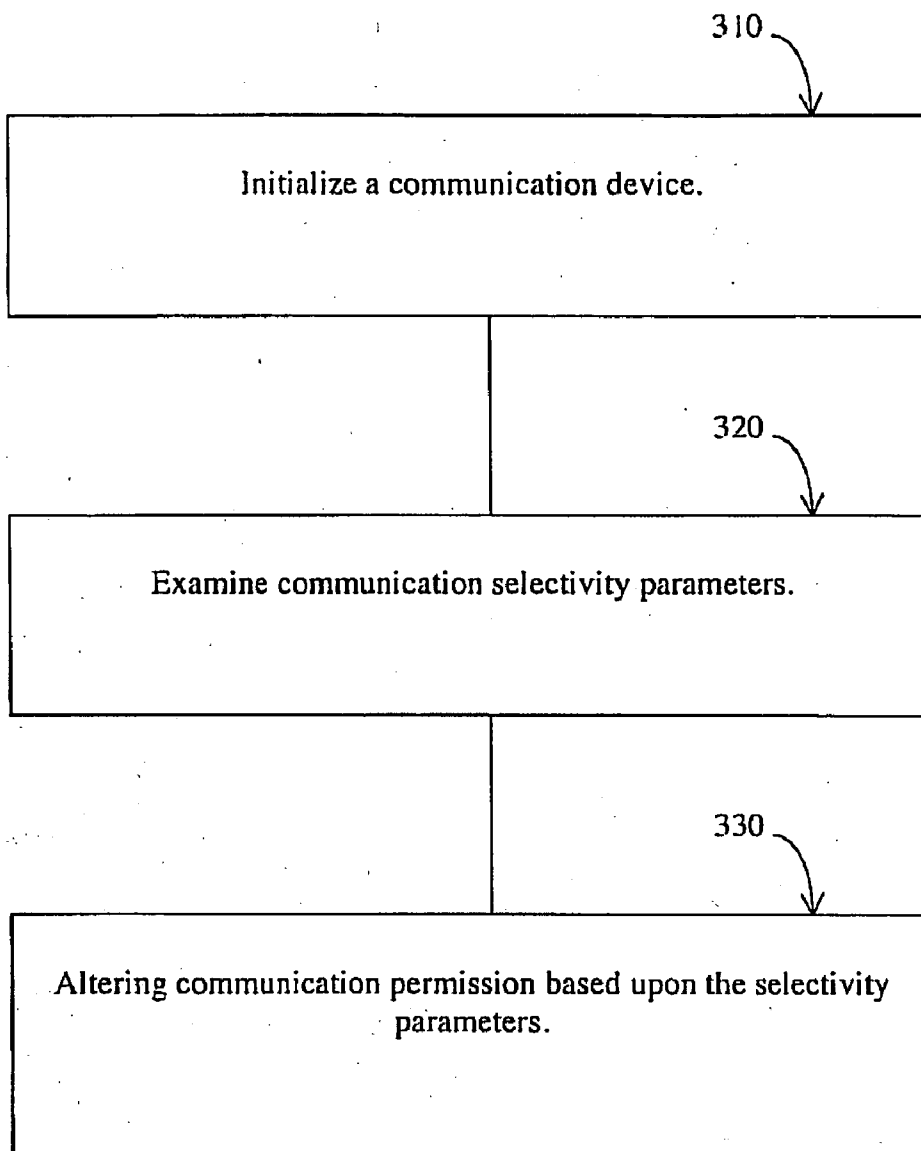 310
Initialize a communication device.
320
Examine communication selectivity parameters.
330
Altering communication permission based upon the selectivity
parameters.